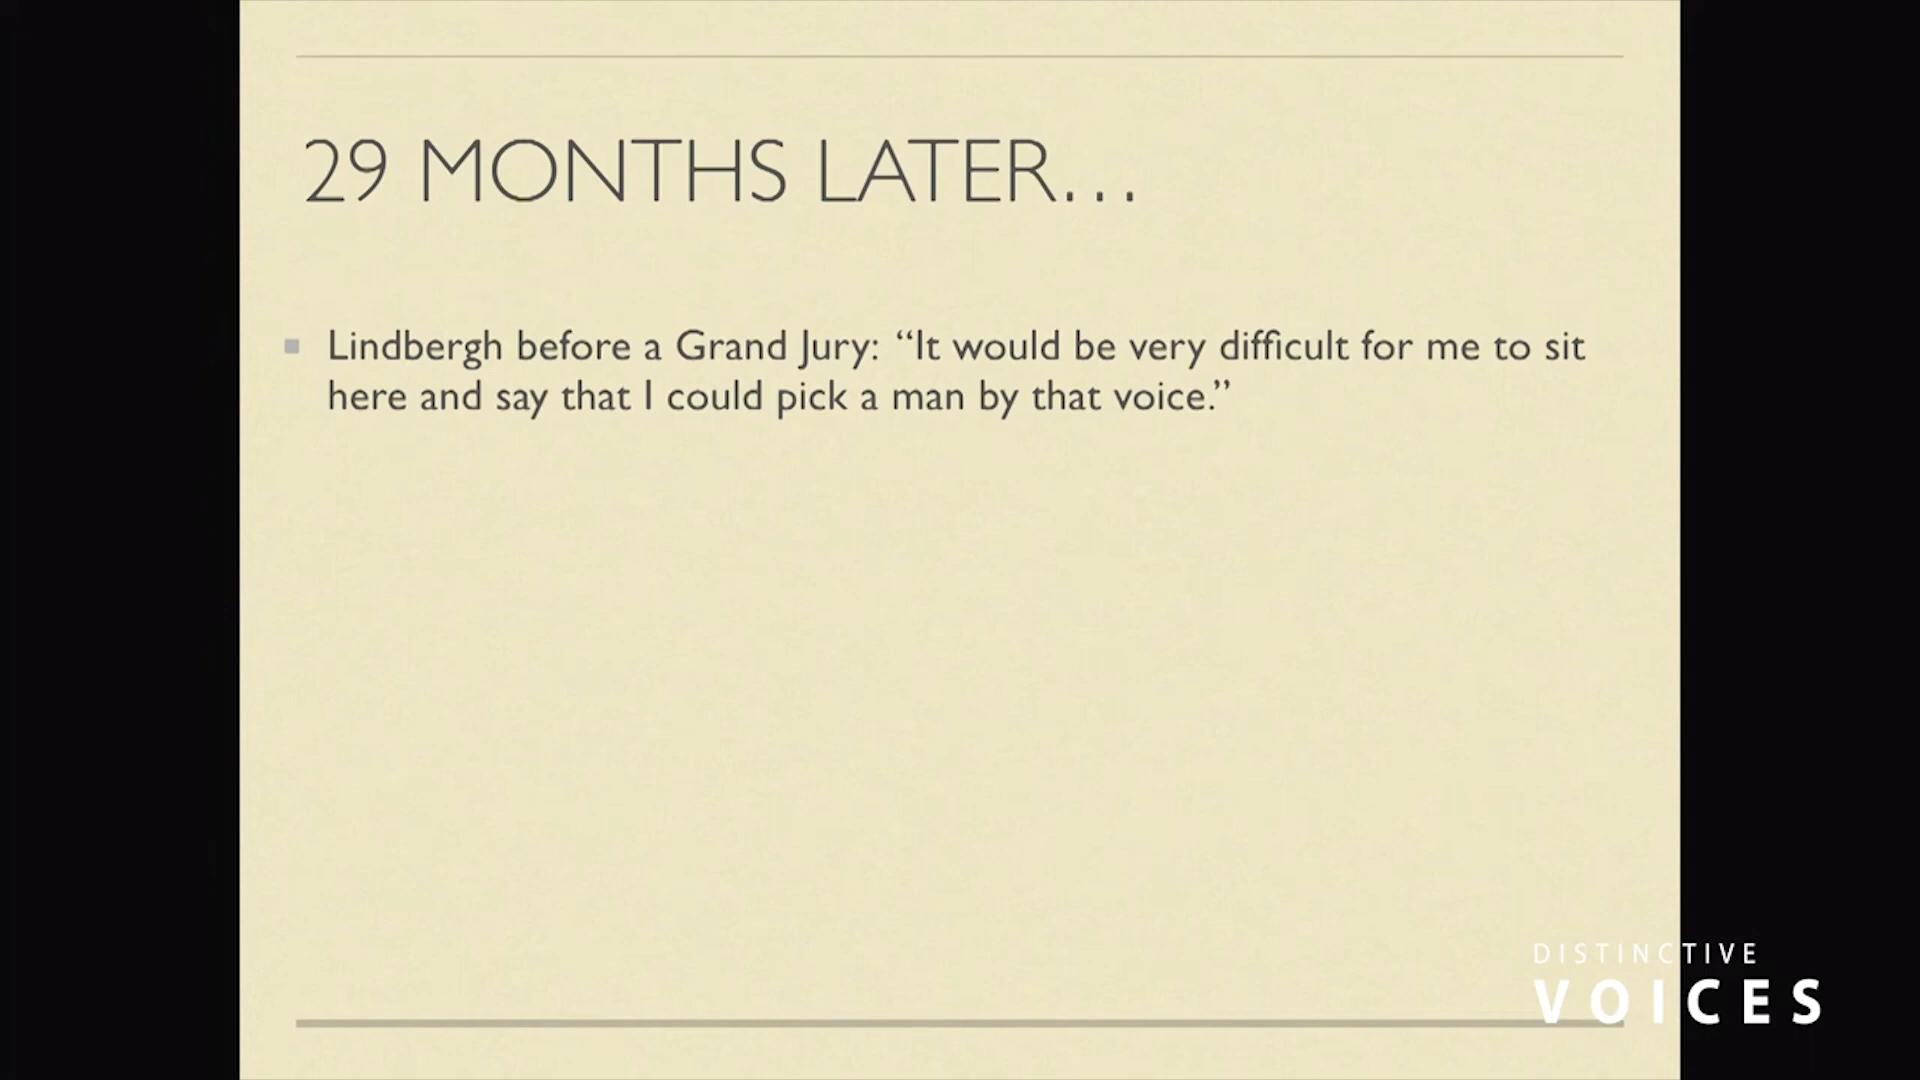 29 MONTHS LATER…
▪ Lindbergh before a Grand Jury: “It would be very difficult for me to sit
here and say that I could pick a man by that voice.”
DISTINCTIVE
VOICES